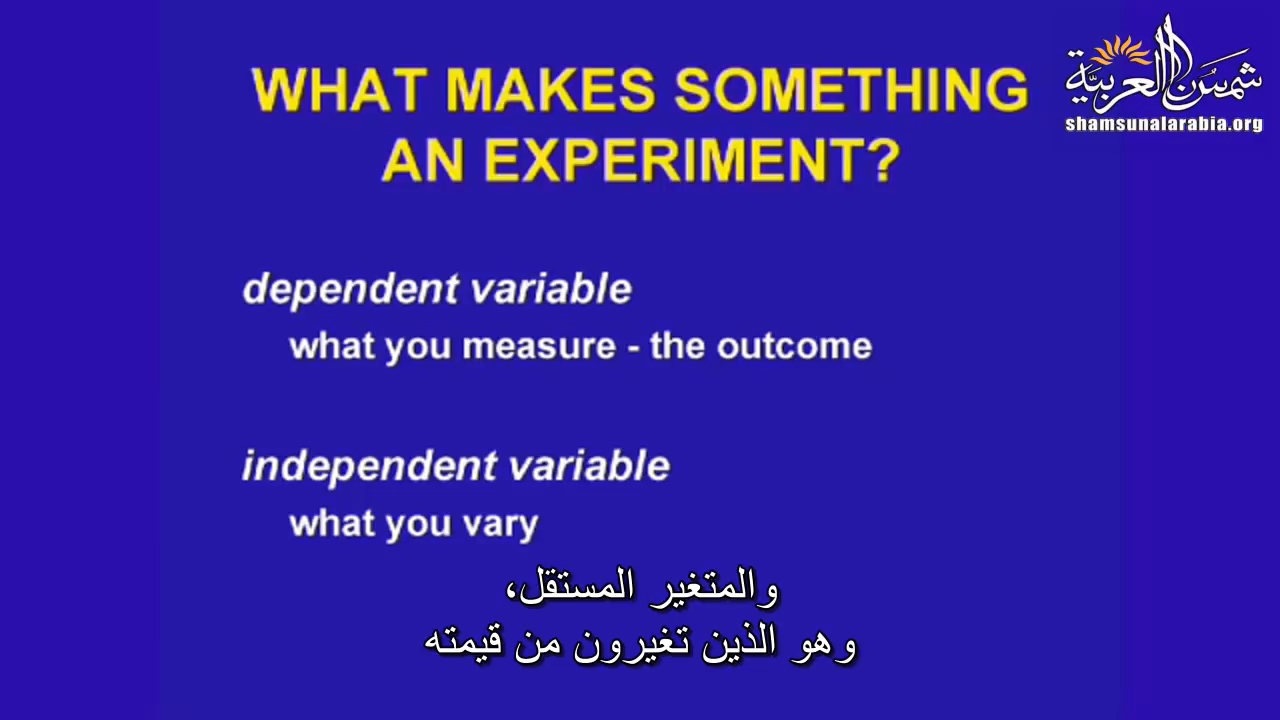 WHAT MAKES SOMETHING
AN EXPERIMENT?
شمس العربية
shamsunalarabia.org
dependent variable
what you measure - the outcome
independent variable
what you vary
والمتغير المستقل،
وهو الذين تغيرون من قيمته